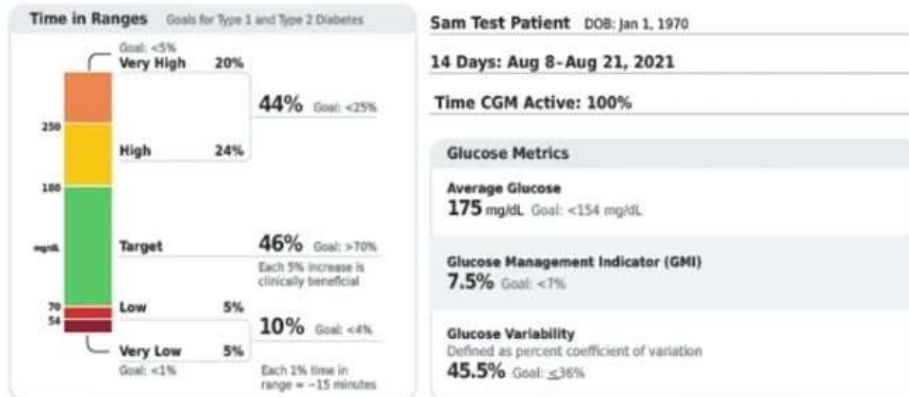 Time in Ranges Goals for Type 1 and Type 2 Diabetes
Goal: <5%
Very High 20%
44% Goal: <25%
250
High 24%
180
mg/dL
Target 46% Goal: >70%
Each 5% increase is
clinically beneficial
70
Low 5%
54
10% Goal: <4%
Very Low 5%
Goal: <1%
Each 1% time in
range = ~15 minutes
Sam Test Patient DOB: Jan 1, 1970
14 Days: Aug 8-Aug 21, 2021
Time CGM Active: 100%
Glucose Metrics
Average Glucose
175 mg/dL Goal: <154 mg/dL
Glucose Management Indicator (GMI)
7.5% Goal: <7%
Glucose Variability
Defined as percent coefficient of variation
45.5% Goal: ≤36%